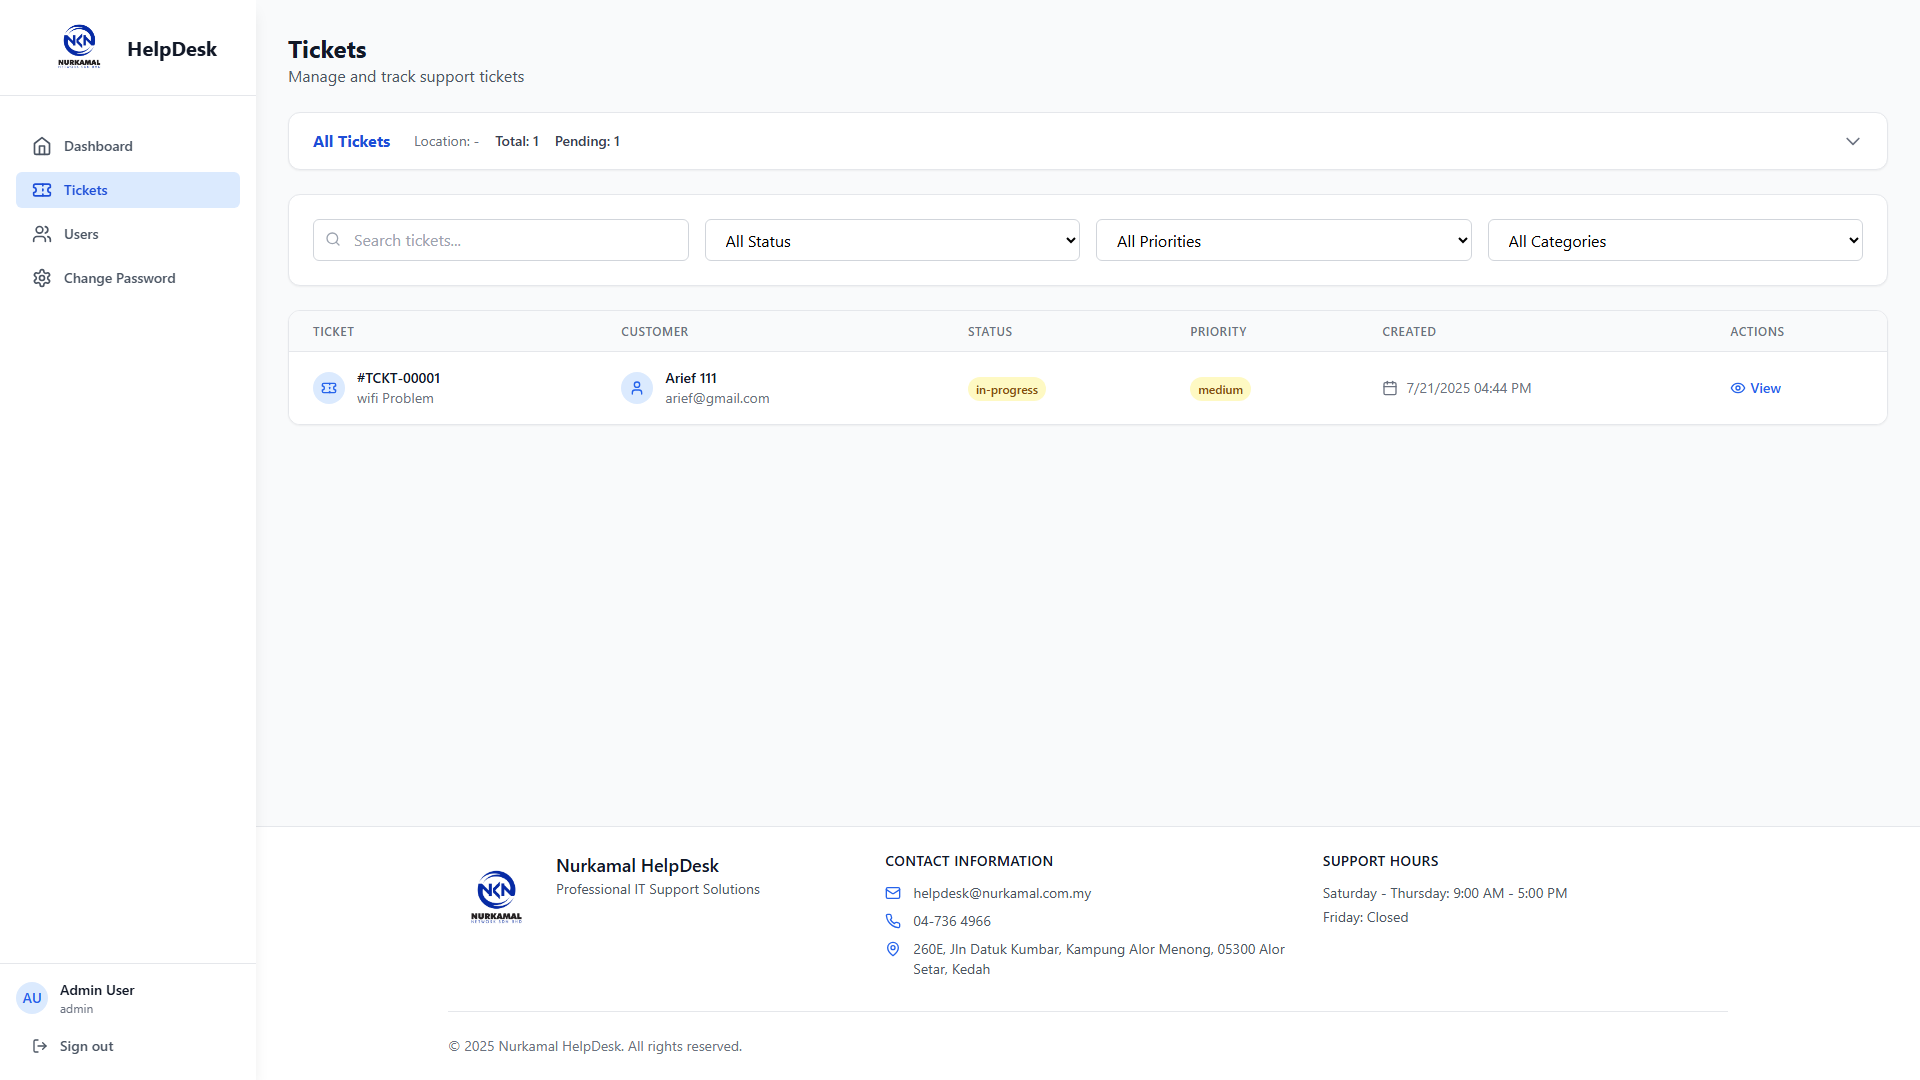 NKN
NURKAMAL
HelpDesk
Dashboard
Tickets
Users
Change Password
AU
Admin User
admin
Sign out
Tickets
Manage and track support tickets
All Tickets Location: - Total: 1 Pending: 1
Search tickets... All Status All Priorities All Categories
TICKET CUSTOMER STATUS PRIORITY CREATED ACTIONS
#TCKT-00001 Arief 111 in-progress medium 7/21/2025 04:44 PM View
wifi Problem arief@gmail.com
NKN
NURKAMAL
NETWORK SDN BHD
Nurkamal HelpDesk
Professional IT Support Solutions
CONTACT INFORMATION
helpdesk@nurkamal.com.my
04-736 4966
260E, Jln Datuk Kumbar, Kampung Alor Menong, 05300 Alor
Setar, Kedah
SUPPORT HOURS
Saturday - Thursday: 9:00 AM - 5:00 PM
Friday: Closed
© 2025 Nurkamal HelpDesk. All rights reserved.